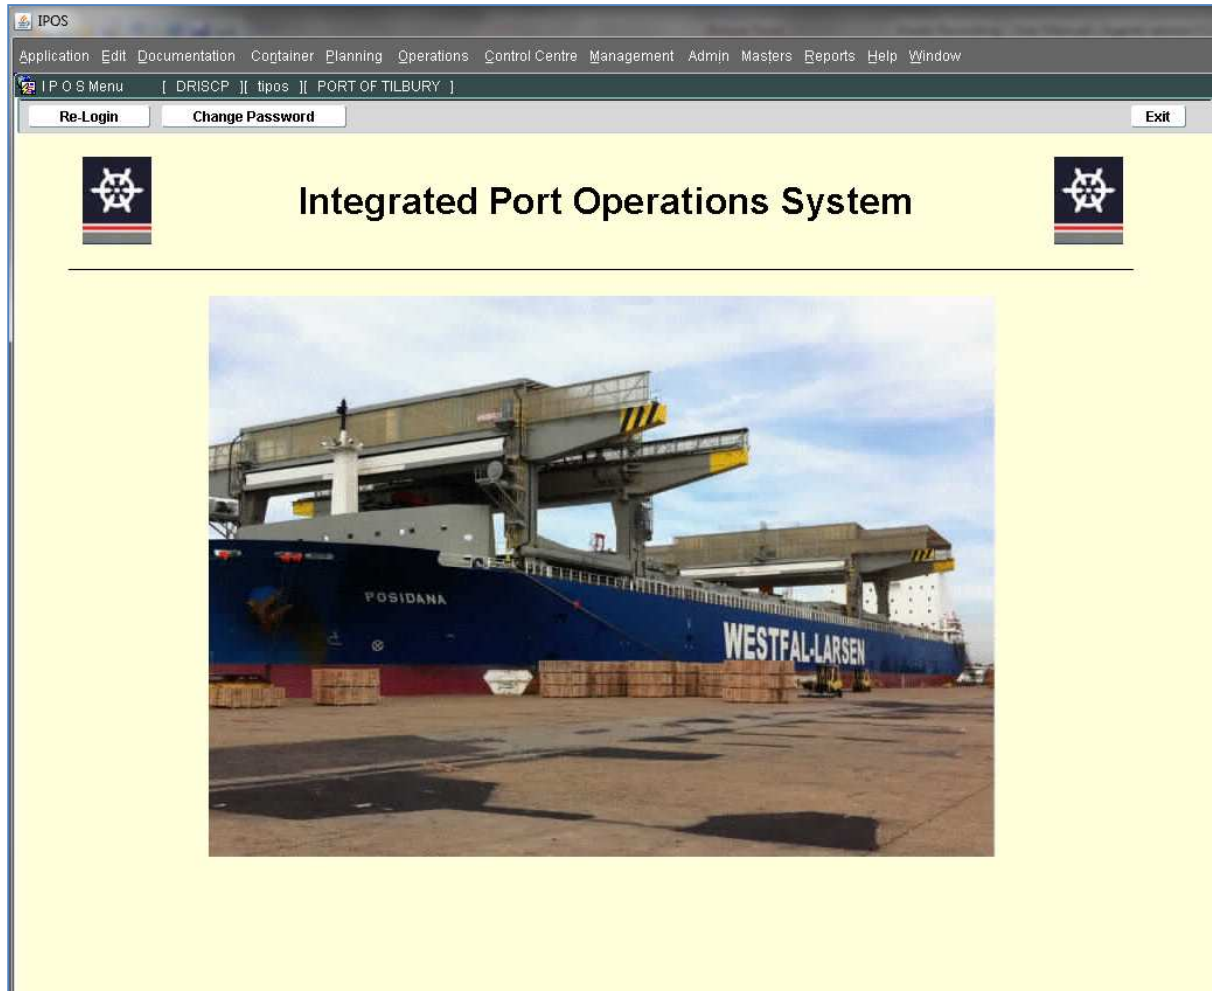 IPOS
Application Edit Documentation Container Planning Operations Control Centre Management Admin Masters Reports Help Window
I P O S Menu [ DRISCP ][ tipos ][ PORT OF TILBURY ]
Re-Login Change Password Exit
Integrated Port Operations System
POSIDANA
WESTFAL-LARSEN